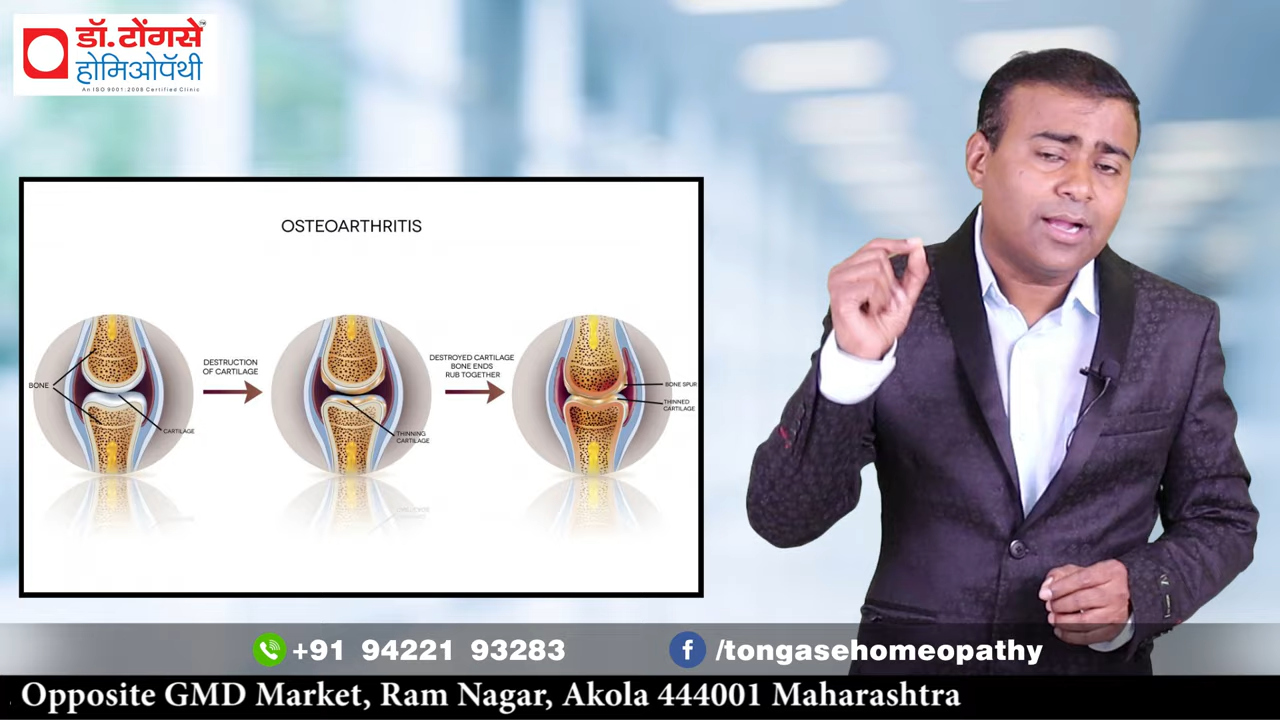 डॉ. टोंगसे
TM
होमिओपॅथी
An ISO 9001:2008 Certified Clinic
OSTEOARTHRITIS
BONE
CARTILAGE
DESTRUCTION
OF CARTILAGE
THINNING
CARTILAGE
DESTROYED CARTILAGE
BONE ENDS
RUB TOGETHER
BONE SPUR
THINNED
CARTILAGE
+91 94221 93283
f /tongasehomeopathy
Opposite GMD Market, Ram Nagar, Akola 444001 Maharashtra